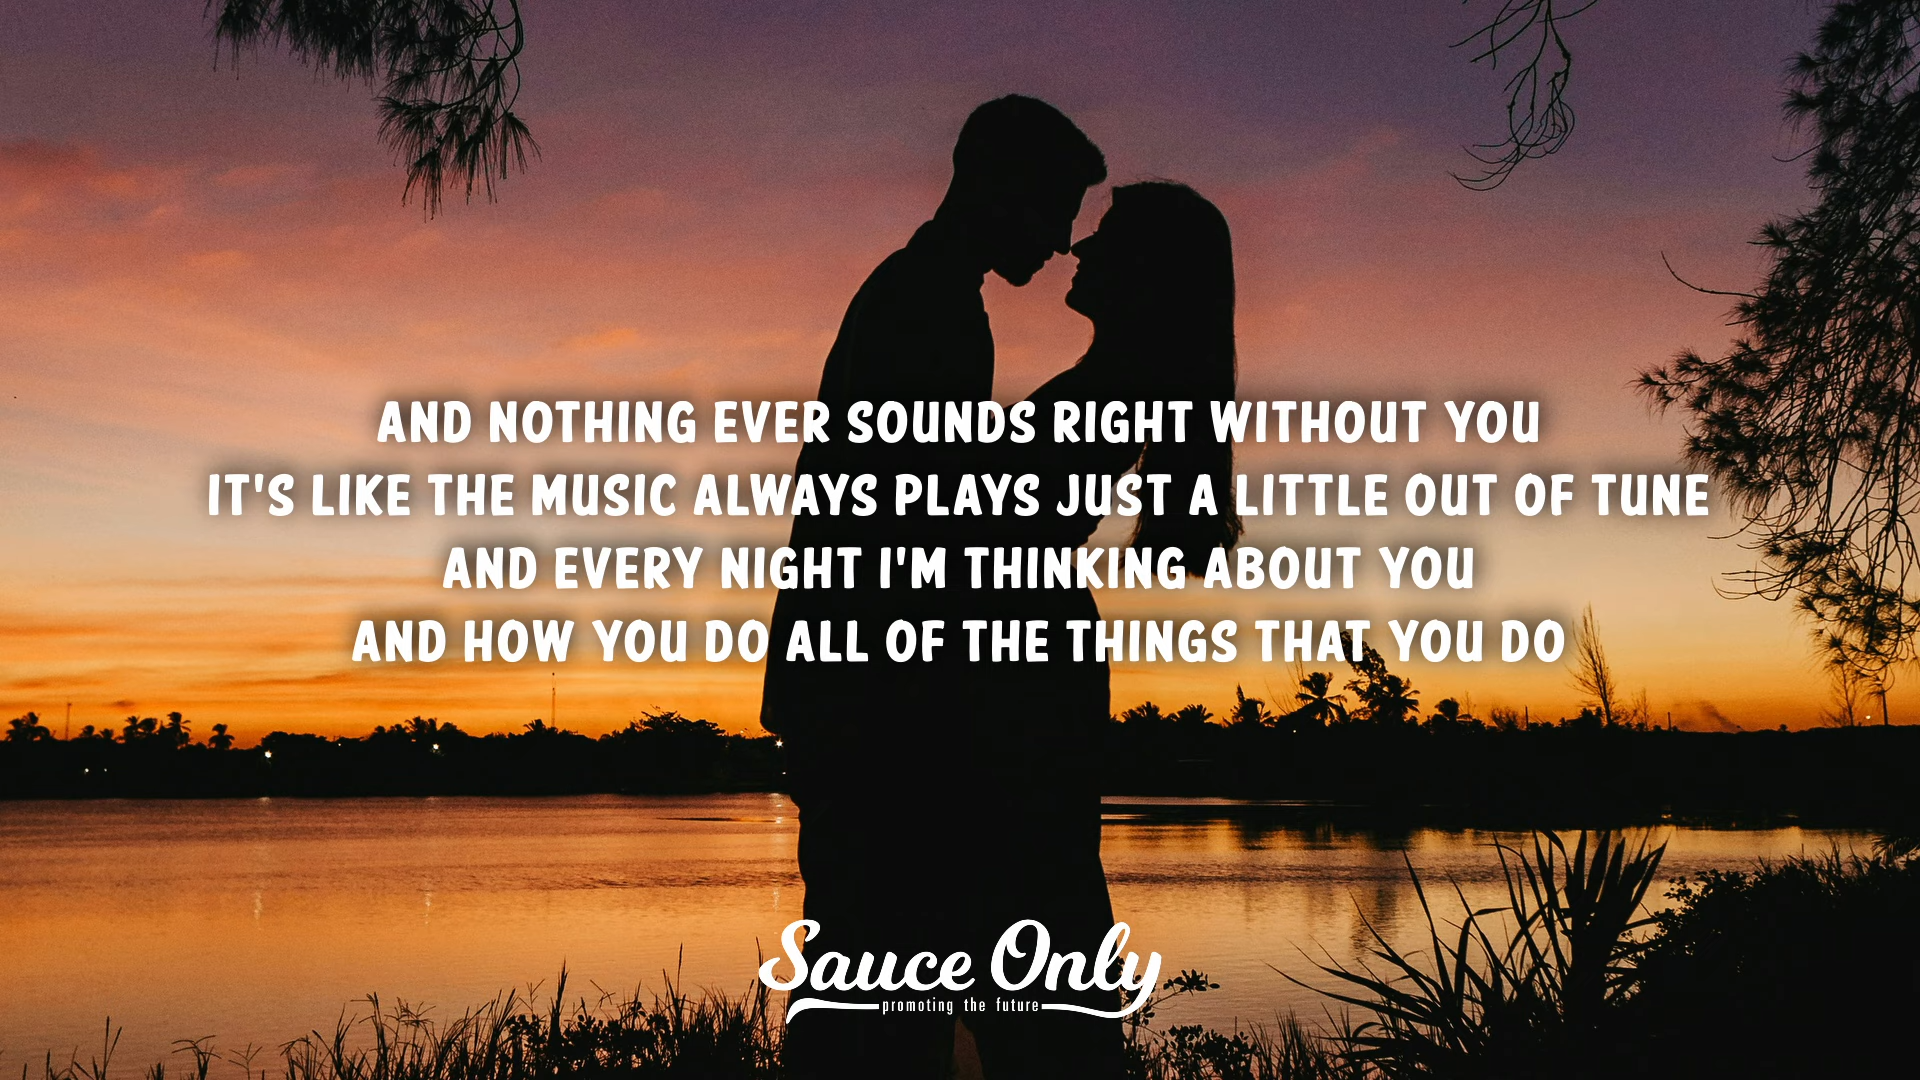 AND NOTHING EVER SOUNDS RIGHT WITHOUT YOU
IT'S LIKE THE MUSIC ALWAYS PLAYS JUST A LITTLE OUT OF TUNE
AND EVERY NIGHT I'M THINKING ABOUT YOU
AND HOW YOU DO ALL OF THE THINGS THAT YOU DO
Sauce Only
promoting the future